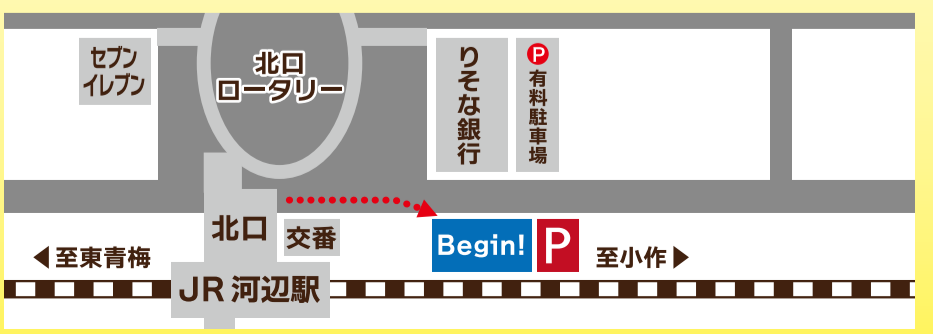 セブン
イレブン
北口
ロータリー
りそな銀行
P
有料駐車場
北口
交番
Begin!
P
◀至東青梅
至小作▶
JR河辺駅